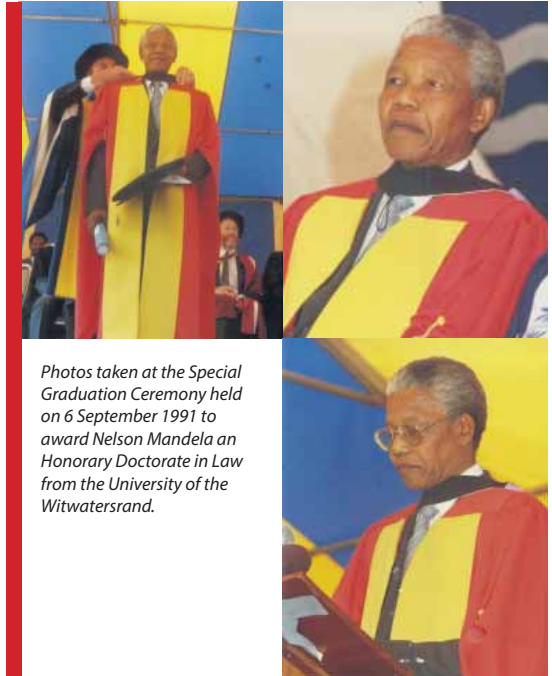 Photos taken at the Special
Graduation Ceremony held
on 6 September 1991 to
award Nelson Mandela an
Honorary Doctorate in Law
from the University of the
Witwatersrand.